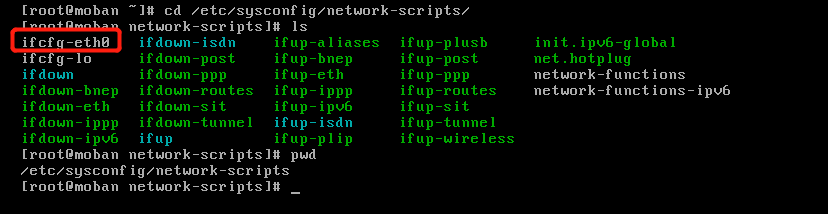 [root@moban ~]# cd /etc/sysconfig/network-scripts/
[root@moban network-scripts]# ls
ifcfg-eth0 ifdown-isdn ifup-aliases ifup-plusb init.ipv6-global
ifcfg-lo ifdown-post ifup-bnep ifup-post net.hotplug
ifdown ifdown-ppp ifup-eth ifup-ppp network-functions
ifdown-bnep ifdown-routes ifup-ippp ifup-routes network-functions-ipv6
ifdown-eth ifdown-sit ifup-ipv6 ifup-sit
ifdown-ippp ifdown-tunnel ifup-isdn ifup-tunnel
ifdown-ipv6 ifup ifup-plip ifup-wireless
[root@moban network-scripts]# pwd
/etc/sysconfig/network-scripts
[root@moban network-scripts]# _